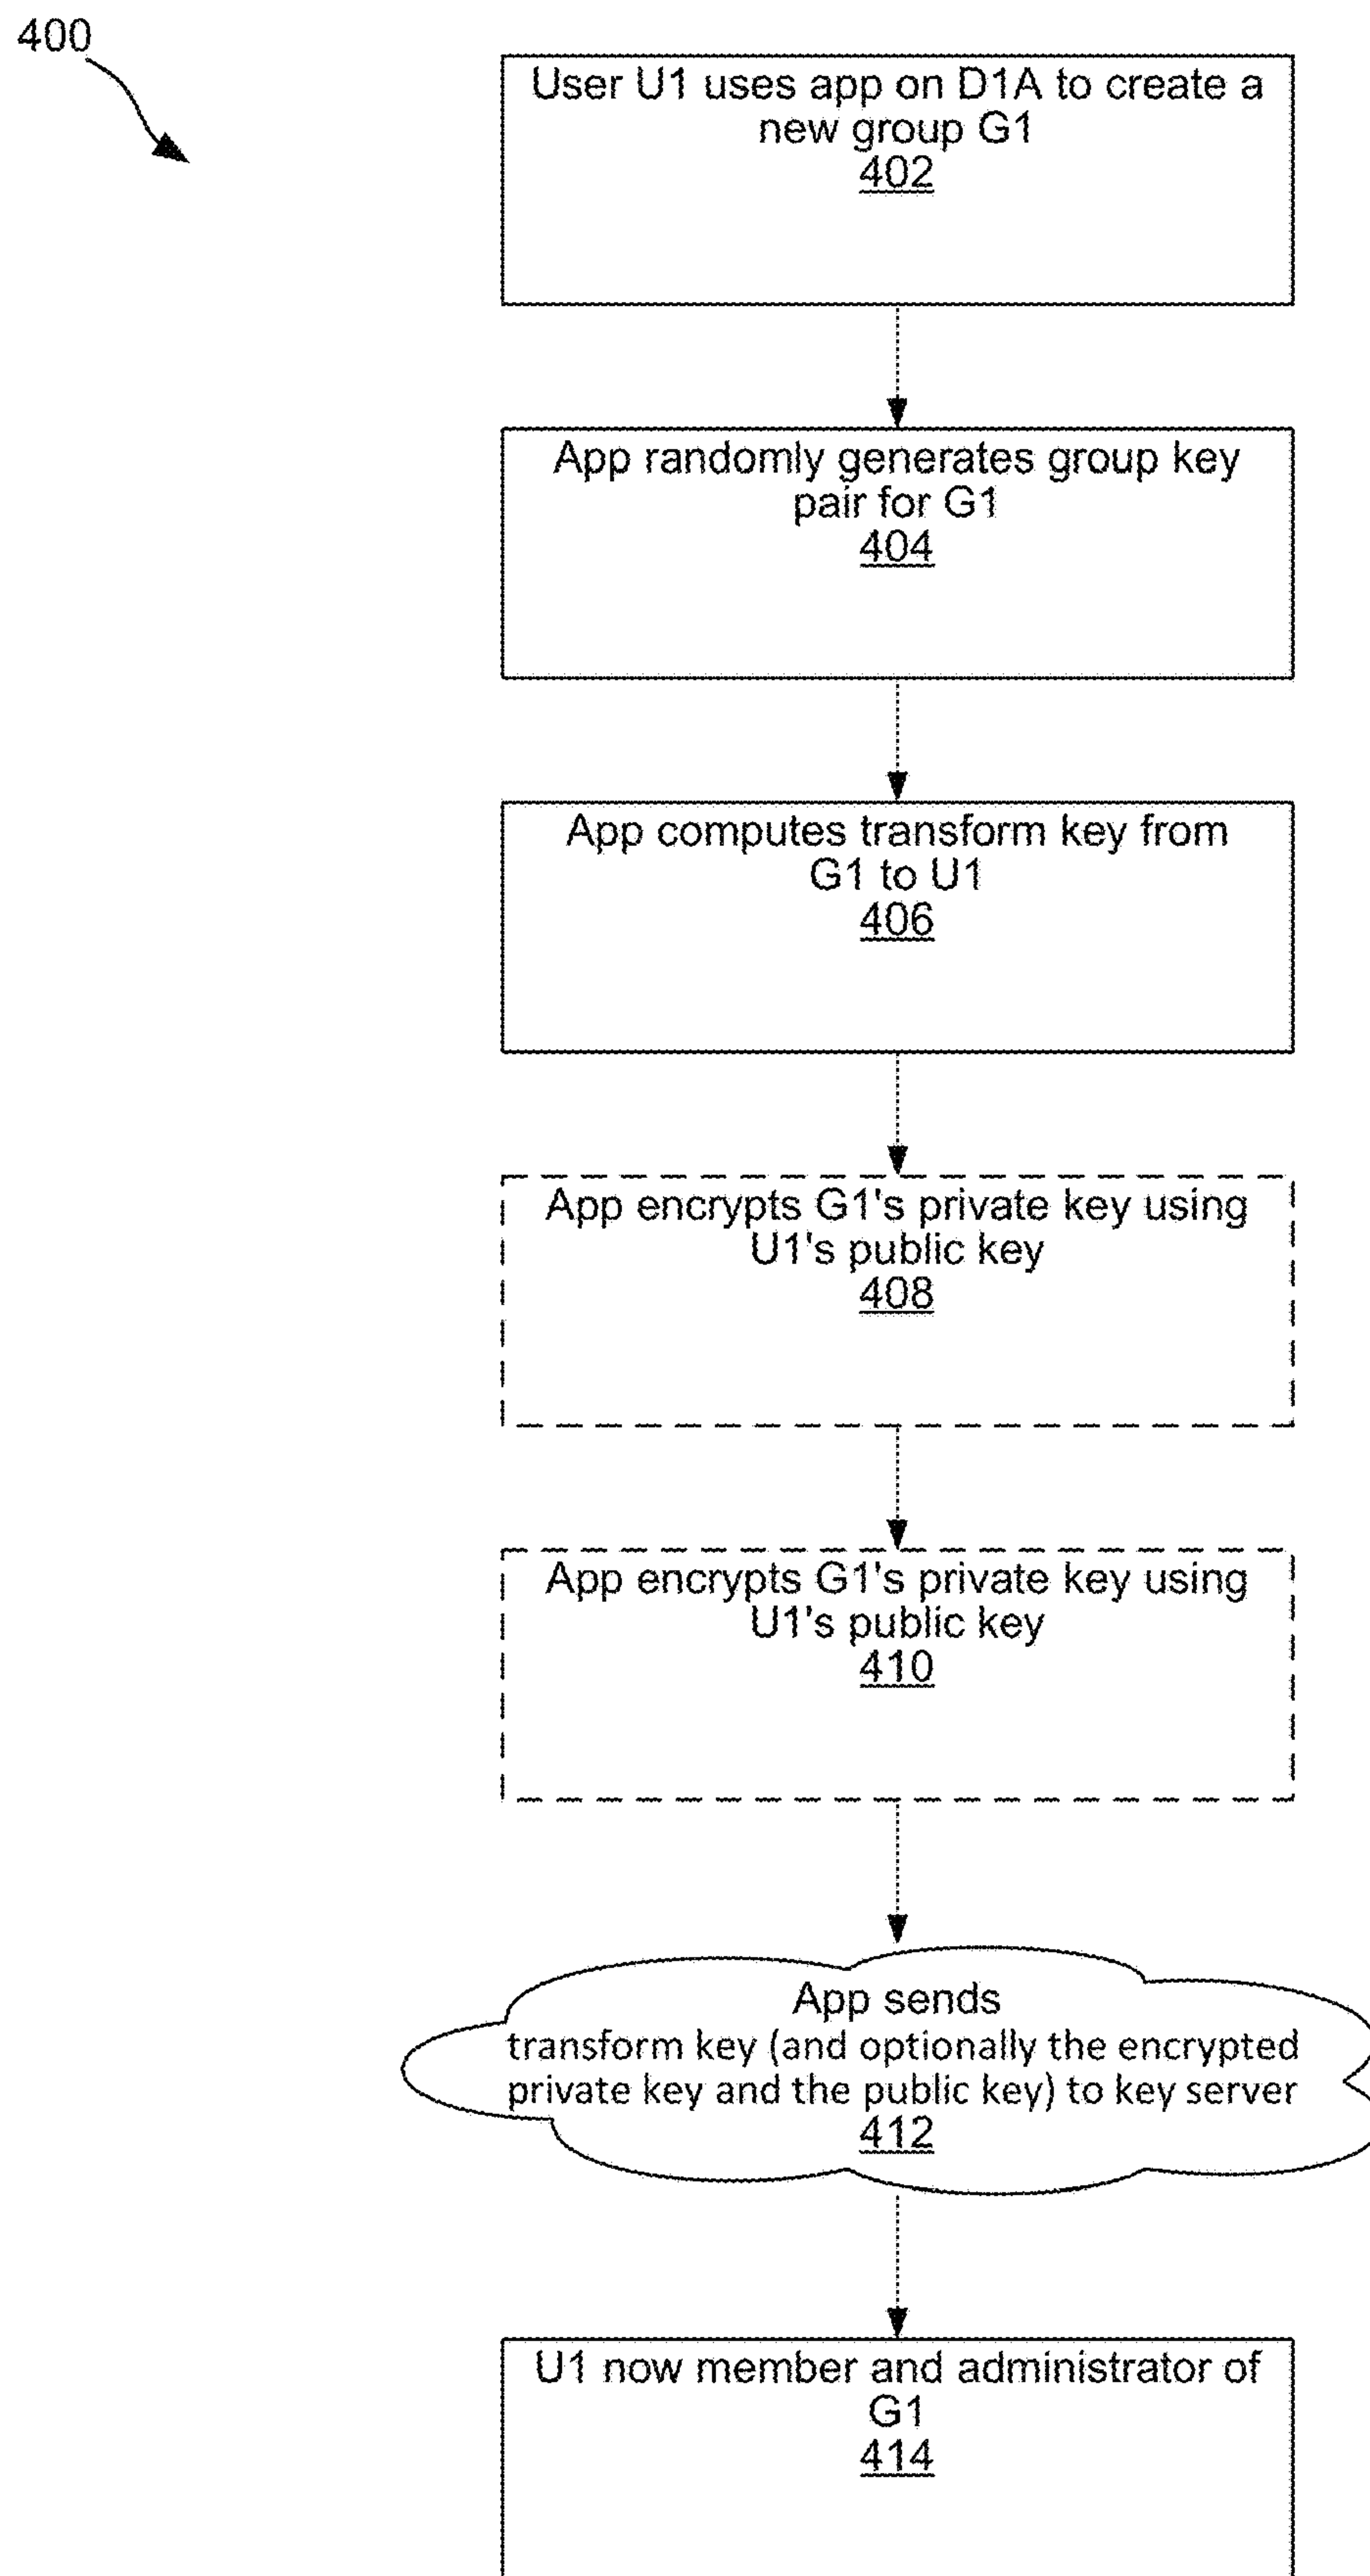 400
User U1 uses app on D1A to create a
new group G1
402
App randomly generates group key
pair for G1
404
App computes transform key from
G1 to U1
406
App encrypts G1's private key using
U1's public key
408
App encrypts G1's private key using
U1's public key
410
App sends
transform key (and optionally the encrypted
private key and the public key) to key server
412
U1 now member and administrator of
G1
414